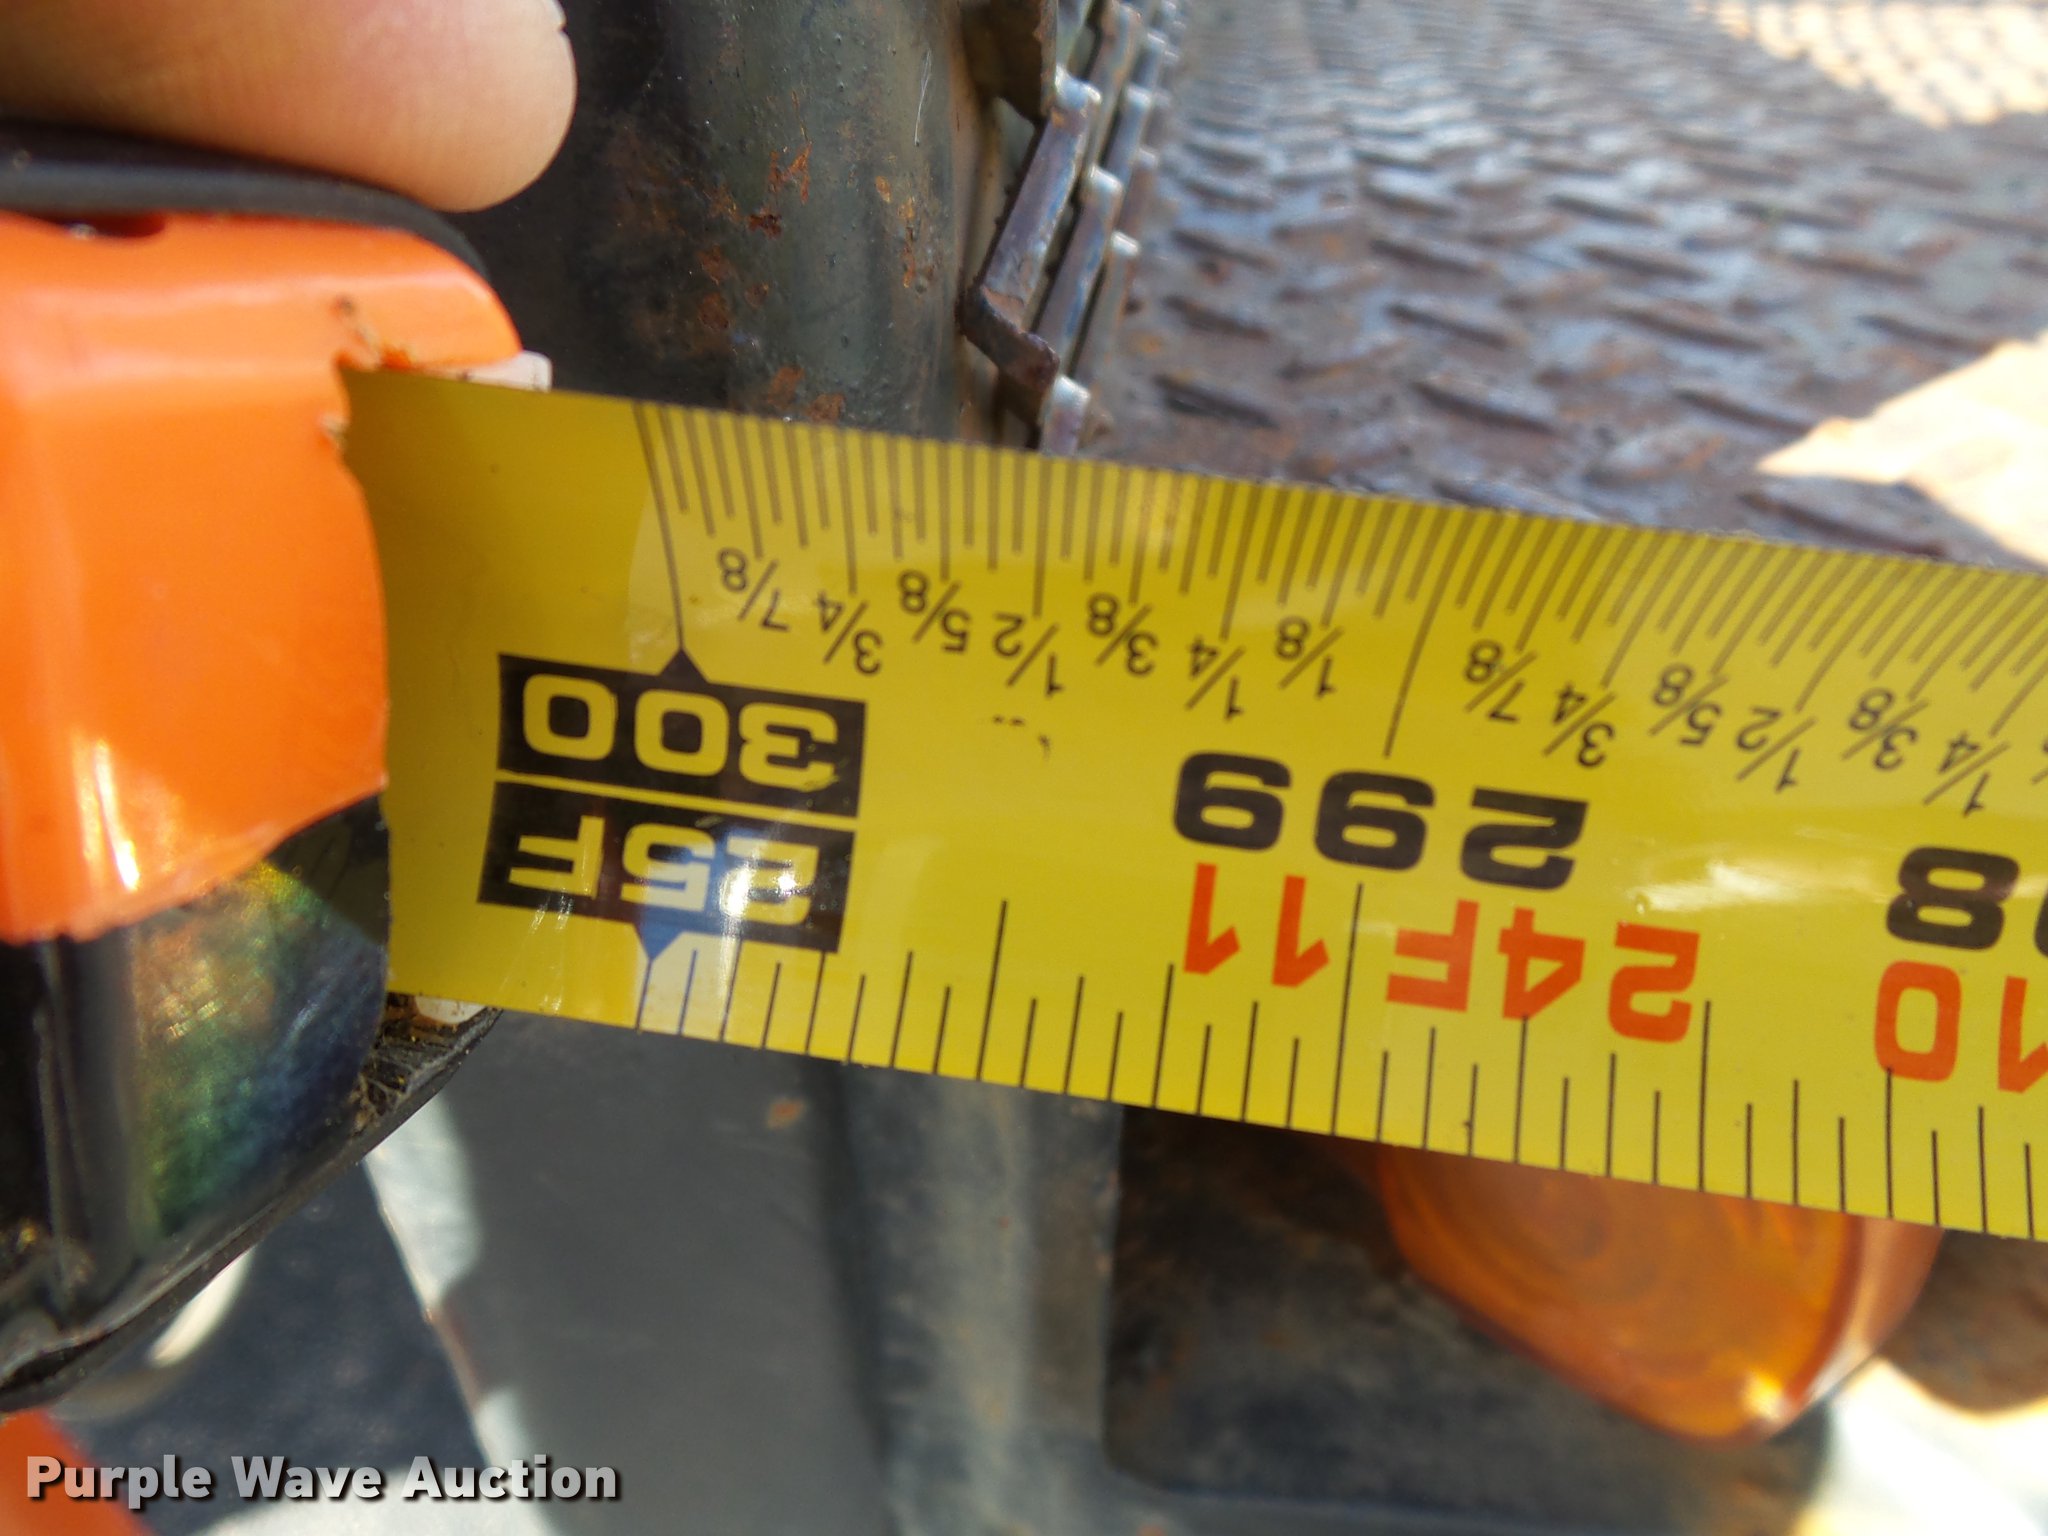 7/8 3/4 5/8 1/2 3/8 1/4 1/8 7/8 3/4 5/8 1/2 3/8 1/4
300 299
25F 24F11 10
Purple Wave Auction